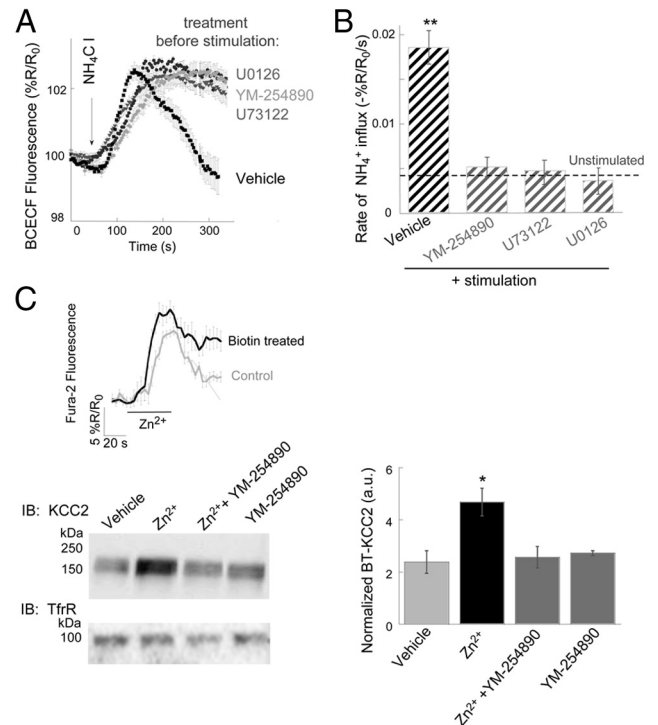 A
treatment
before stimulation:
NH₄C l
U0126
YM-254890
U73122
Vehicle
BCECF Fluorescence (%R/R₀)
102
100
98
0 100 200 300
Time (s)
B
**
Rate of NH₄⁺ influx (-%R/R₀/s)
0.02
0.01
0
Unstimulated
Vehicle
YM-254890
U73122
U0126
+ stimulation
C
Fura-2 Fluorescence
Biotin treated
Control
5 %R/R₀
20 s
Zn²⁺
IB: KCC2
Vehicle
Zn²⁺
Zn²⁺+ YM-254890
YM-254890
kDa
250
150
IB: TfrR
kDa
100
Normalized BT-KCC2 (a.u.)
6
4
2
0
*
Vehicle
Zn²⁺
Zn²⁺ +YM-254890
YM-254890